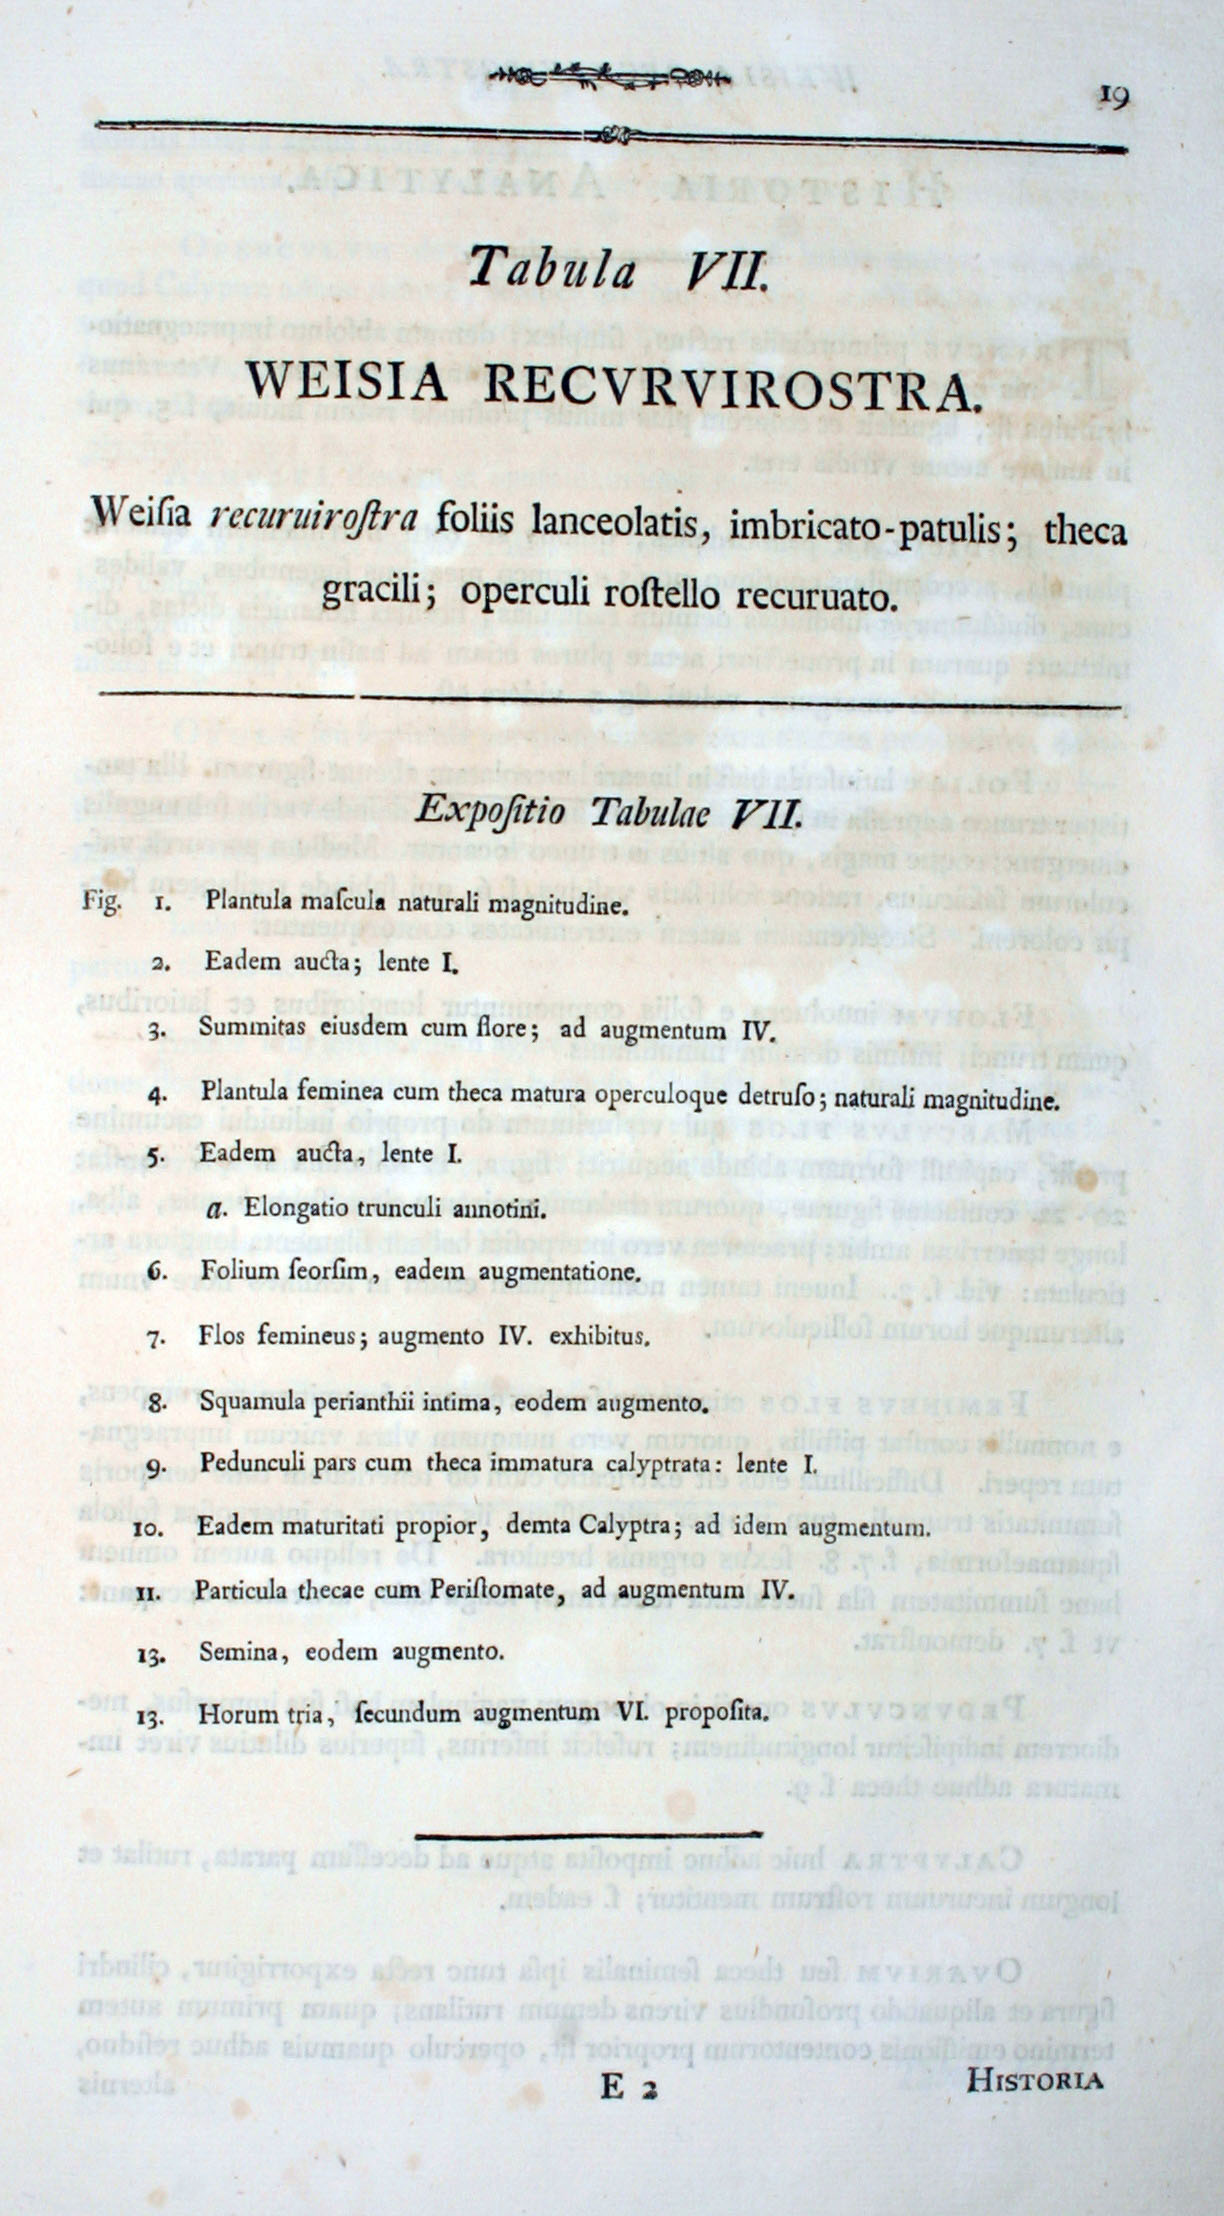 19
Tabula VII.
WEISIA RECVRVIROSTRA.
Weiſia recuruiroſtra foliis lanceolatis, imbricato-patulis; theca
gracili; operculi roſtello recuruato.
Expoſitio Tabulae VII.
Fig. 1. Plantula maſcula naturali magnitudine.
2. Eadem aucta; lente I.
3. Summitas eiusdem cum flore; ad augmentum IV.
4. Plantula feminea cum theca matura operculoque detruſo; naturali magnitudine.
5. Eadem aucta, lente I.
a. Elongatio trunculi annotini.
6. Folium ſeorſim, eadem augmentatione.
7. Flos femineus; augmento IV. exhibitus.
8. Squamula perianthii intima, eodem augmento.
9. Pedunculi pars cum theca immatura calyptrata: lente I.
10. Eadem maturitati propior, demta Calyptra; ad idem augmentum.
11. Particula thecae cum Periſtomate, ad augmentum IV.
13. Semina, eodem augmento.
13. Horum tria, ſecundum augmentum VI. propoſita.
E 2
HISTORIA